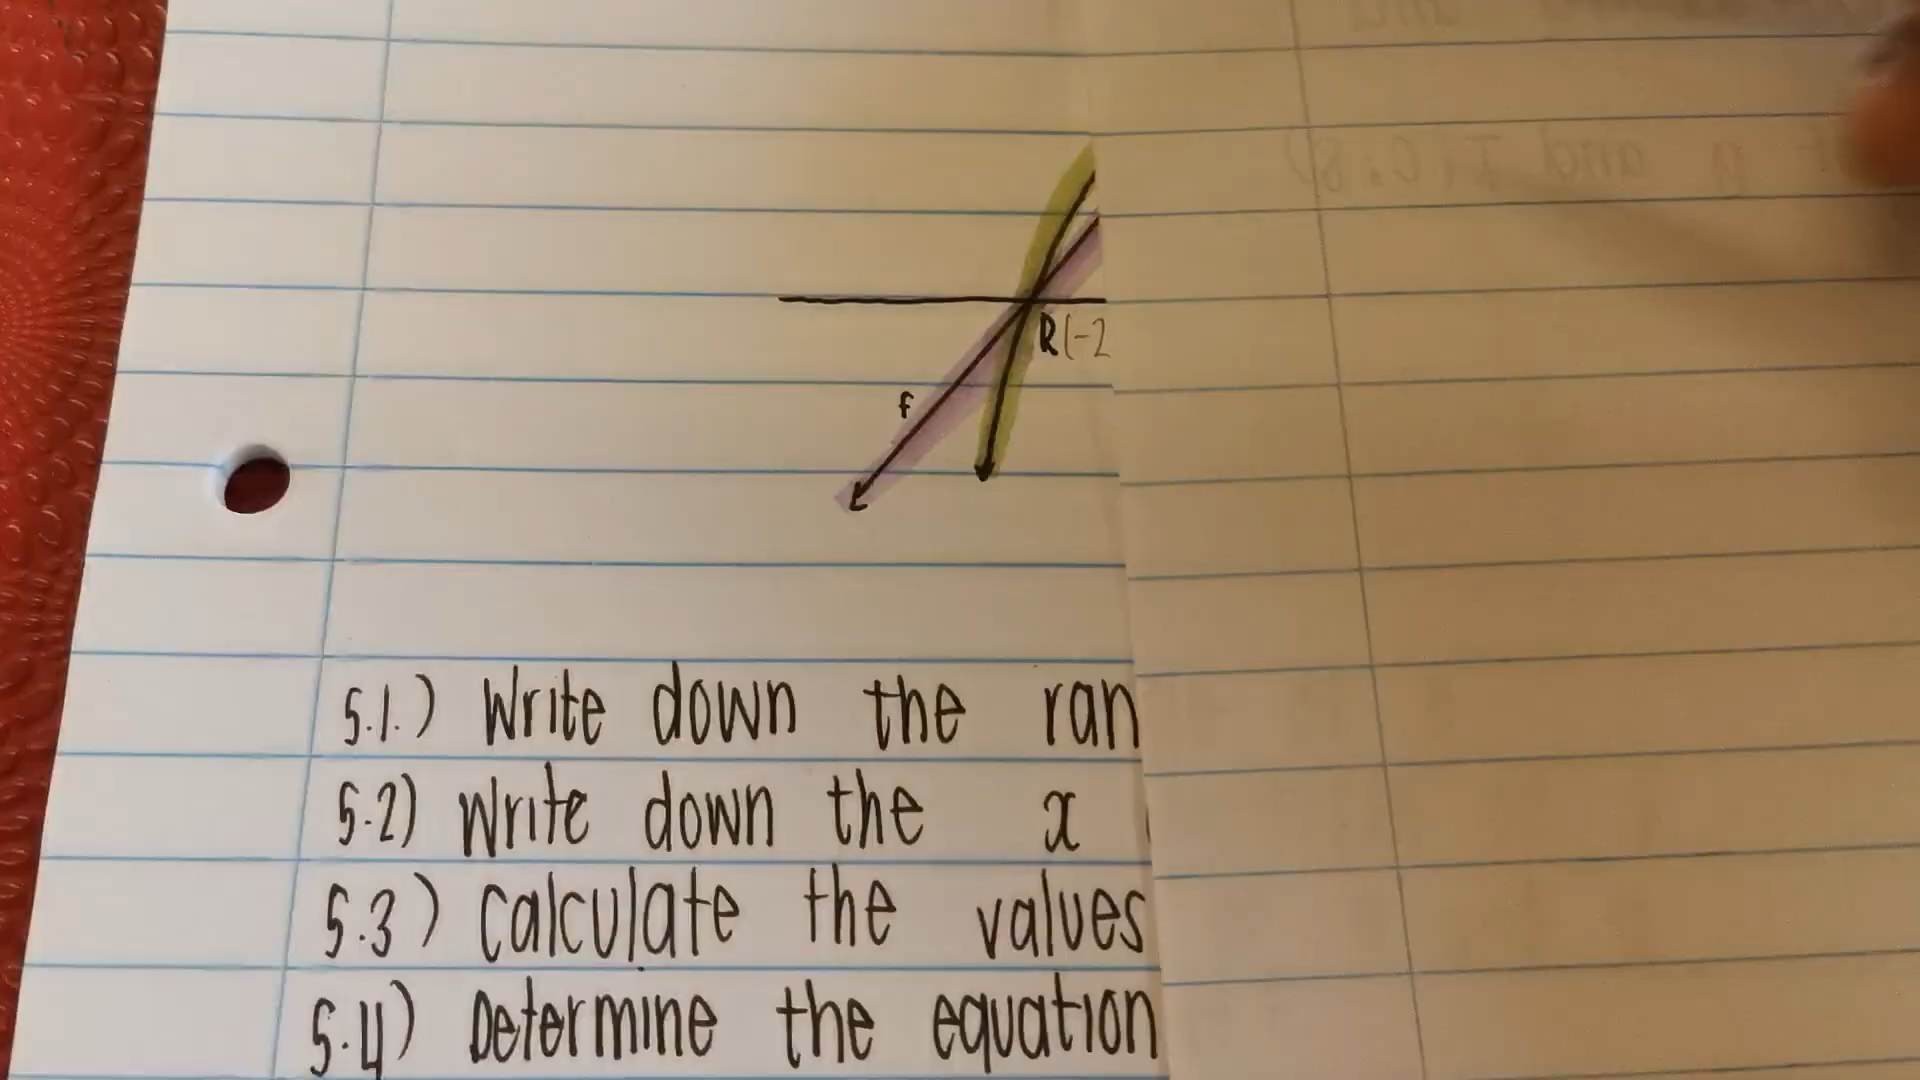 R(-2
f
5.1.) Write down the ran
5.2) Write down the x
5.3) Calculate the values
5.4) Determine the equation